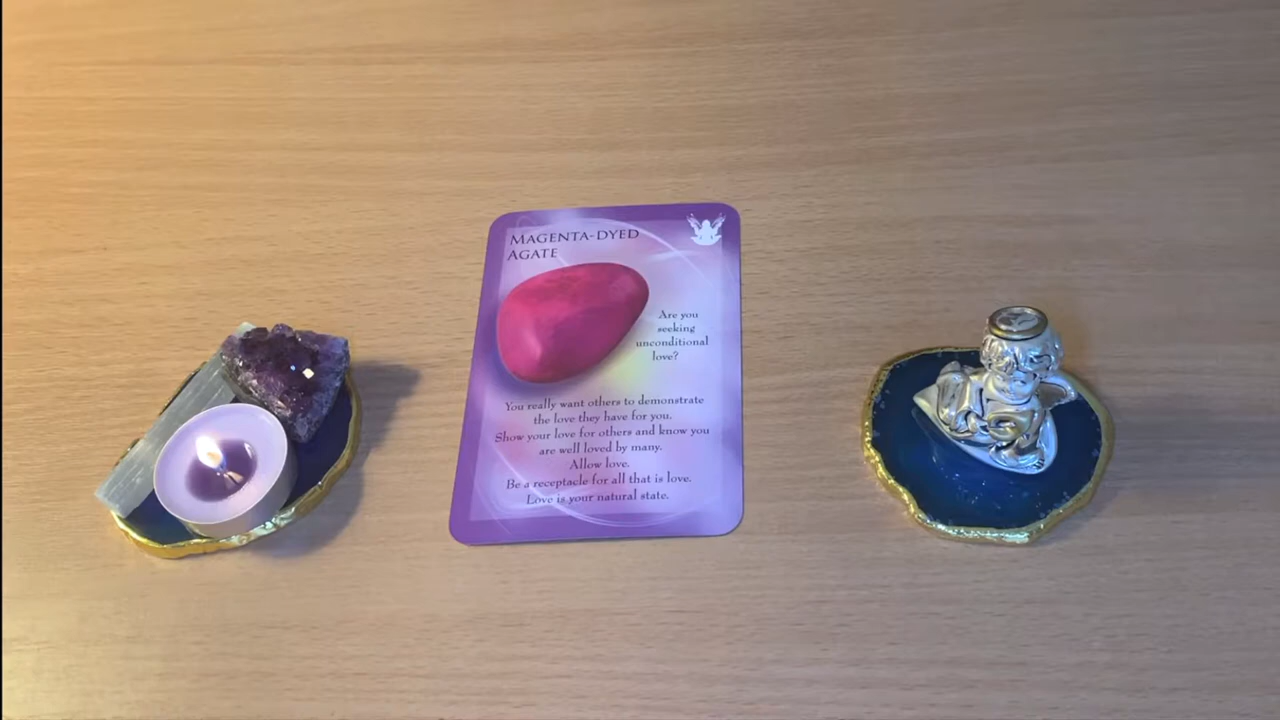 MAGENTA-DYED
AGATE
Are you
seeking
unconditional
love?
You really want others to demonstrate
the love they have for you.
Show your love for others and know you
are well loved by many.
Allow love.
Be a receptacle for all that is love.
Love is your natural state.